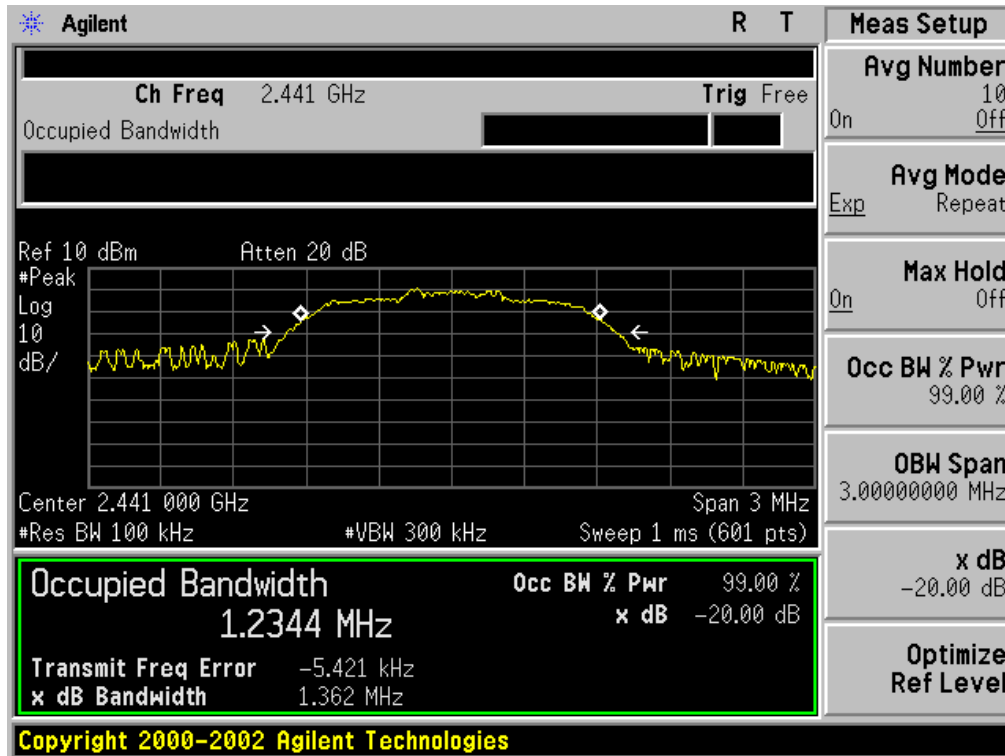 Agilent R T
Ch Freq 2.441 GHz Trig Free
Occupied Bandwidth
Ref 10 dBm Atten 20 dB
#Peak
Log
10
dB/
Center 2.441 000 GHz Span 3 MHz
#Res BW 100 kHz #VBW 300 kHz Sweep 1 ms (601 pts)
Occupied Bandwidth
1.2344 MHz
Occ BW % Pwr 99.00 %
x dB -20.00 dB
Transmit Freq Error -5.421 kHz
x dB Bandwidth 1.362 MHz
Copyright 2000-2002 Agilent Technologies
Meas Setup
Avg Number
10
On Off
Avg Mode
Exp Repeat
Max Hold
On Off
Occ BW % Pwr
99.00 %
OBW Span
3.00000000 MHz
x dB
-20.00 dB
Optimize
Ref Level